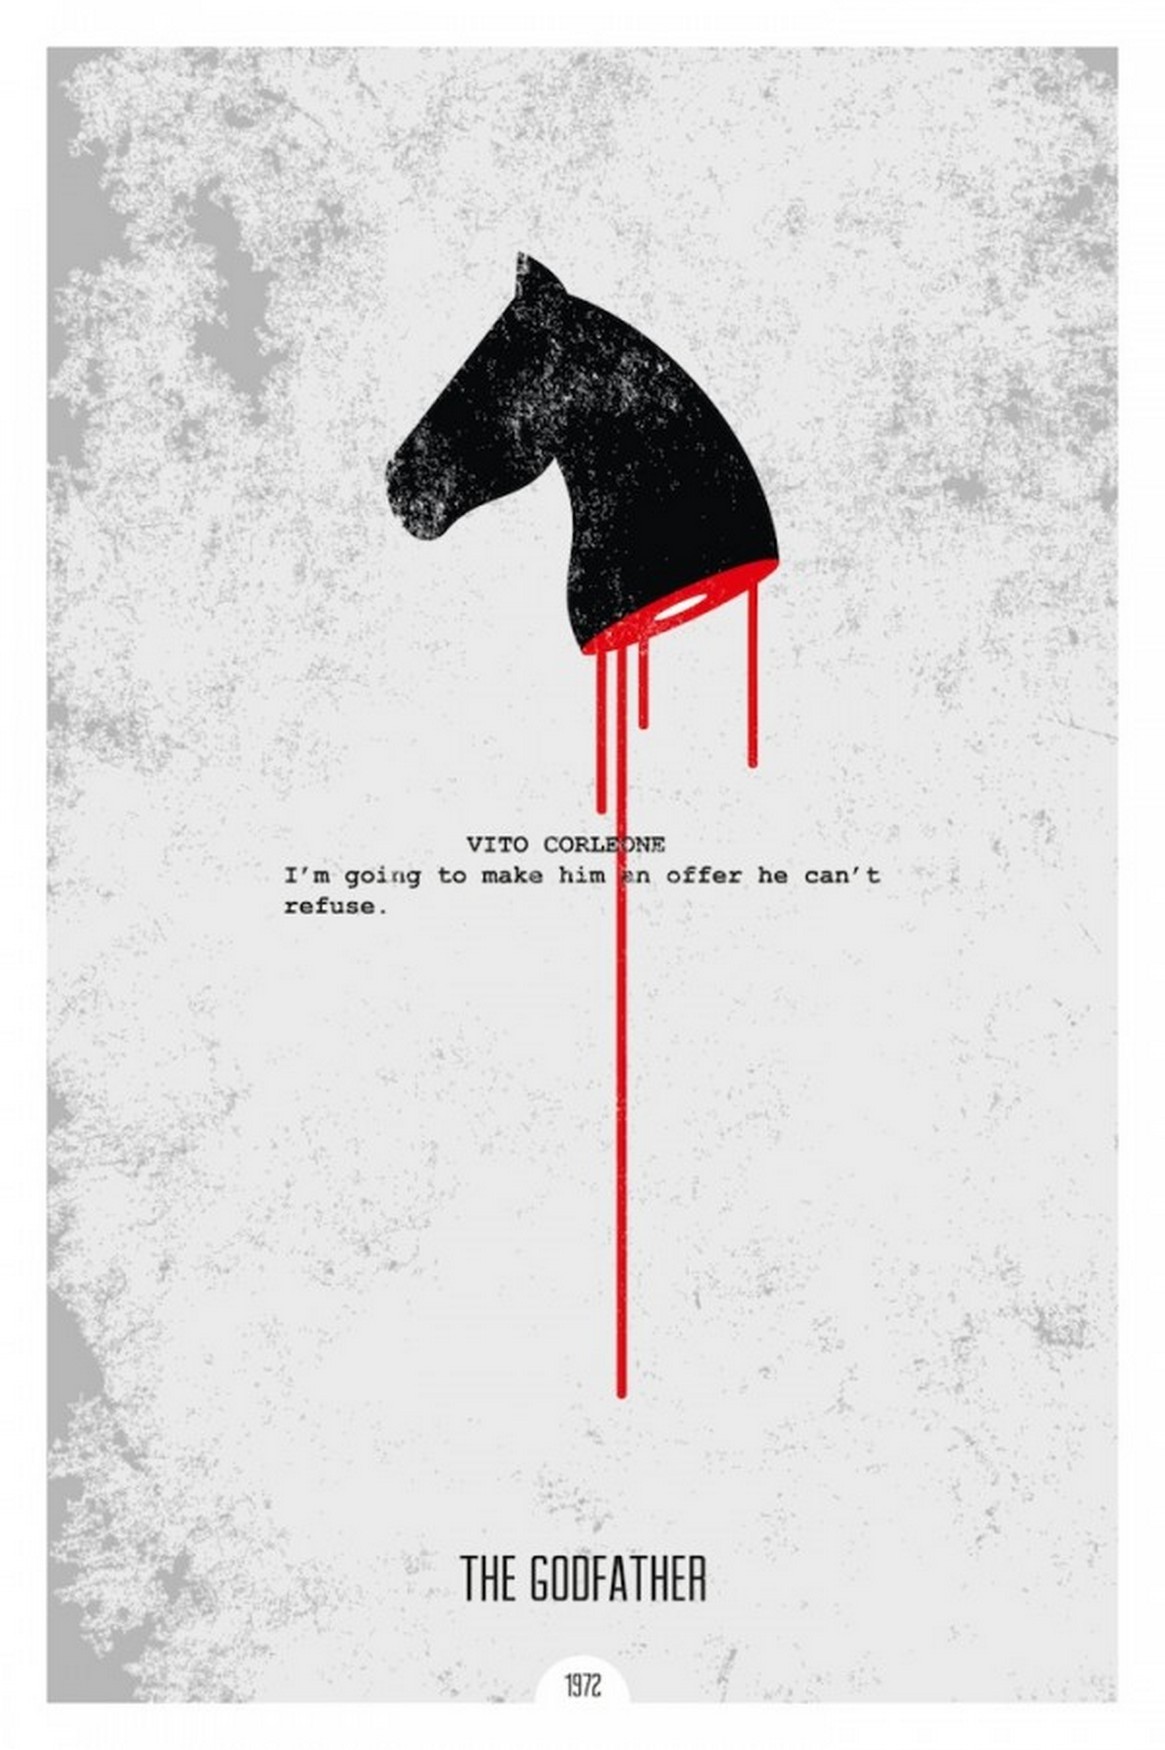 VITO CORLEONE
I'm going to make him an offer he can't
refuse.
THE GODFATHER
1972